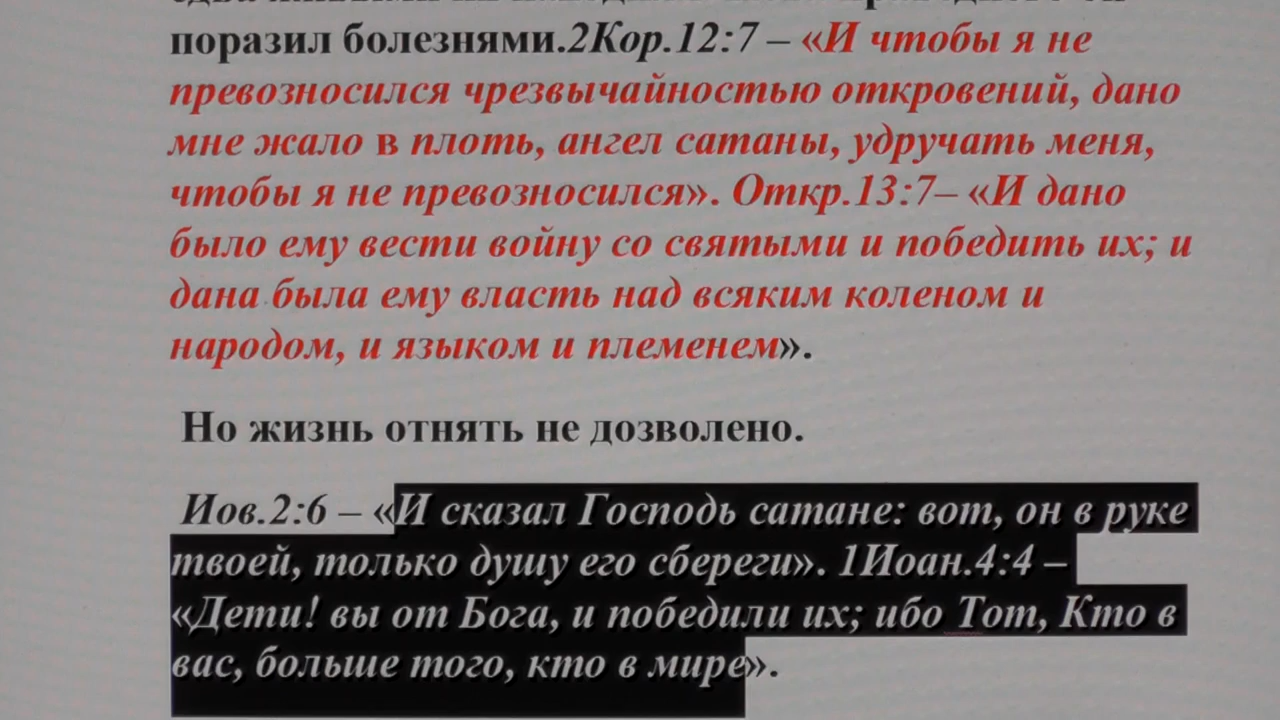 поразил болезнями.2Кор.12:7 – «И чтобы я не
превозносился чрезвычайностью откровений, дано
мне жало в плоть, ангел сатаны, удручать меня,
чтобы я не превозносился». Откр.13:7– «И дано
было ему вести войну со святыми и победить их; и
дана была ему власть над всяким коленом и
народом, и языком и племенем».
Но жизнь отнять не дозволено.
Иов.2:6 – «И сказал Господь сатане: вот, он в руке
твоей, только душу его сбереги». 1Иоан.4:4 –
«Дети! вы от Бога, и победили их; ибо Тот, Кто в
вас, больше того, кто в мире».